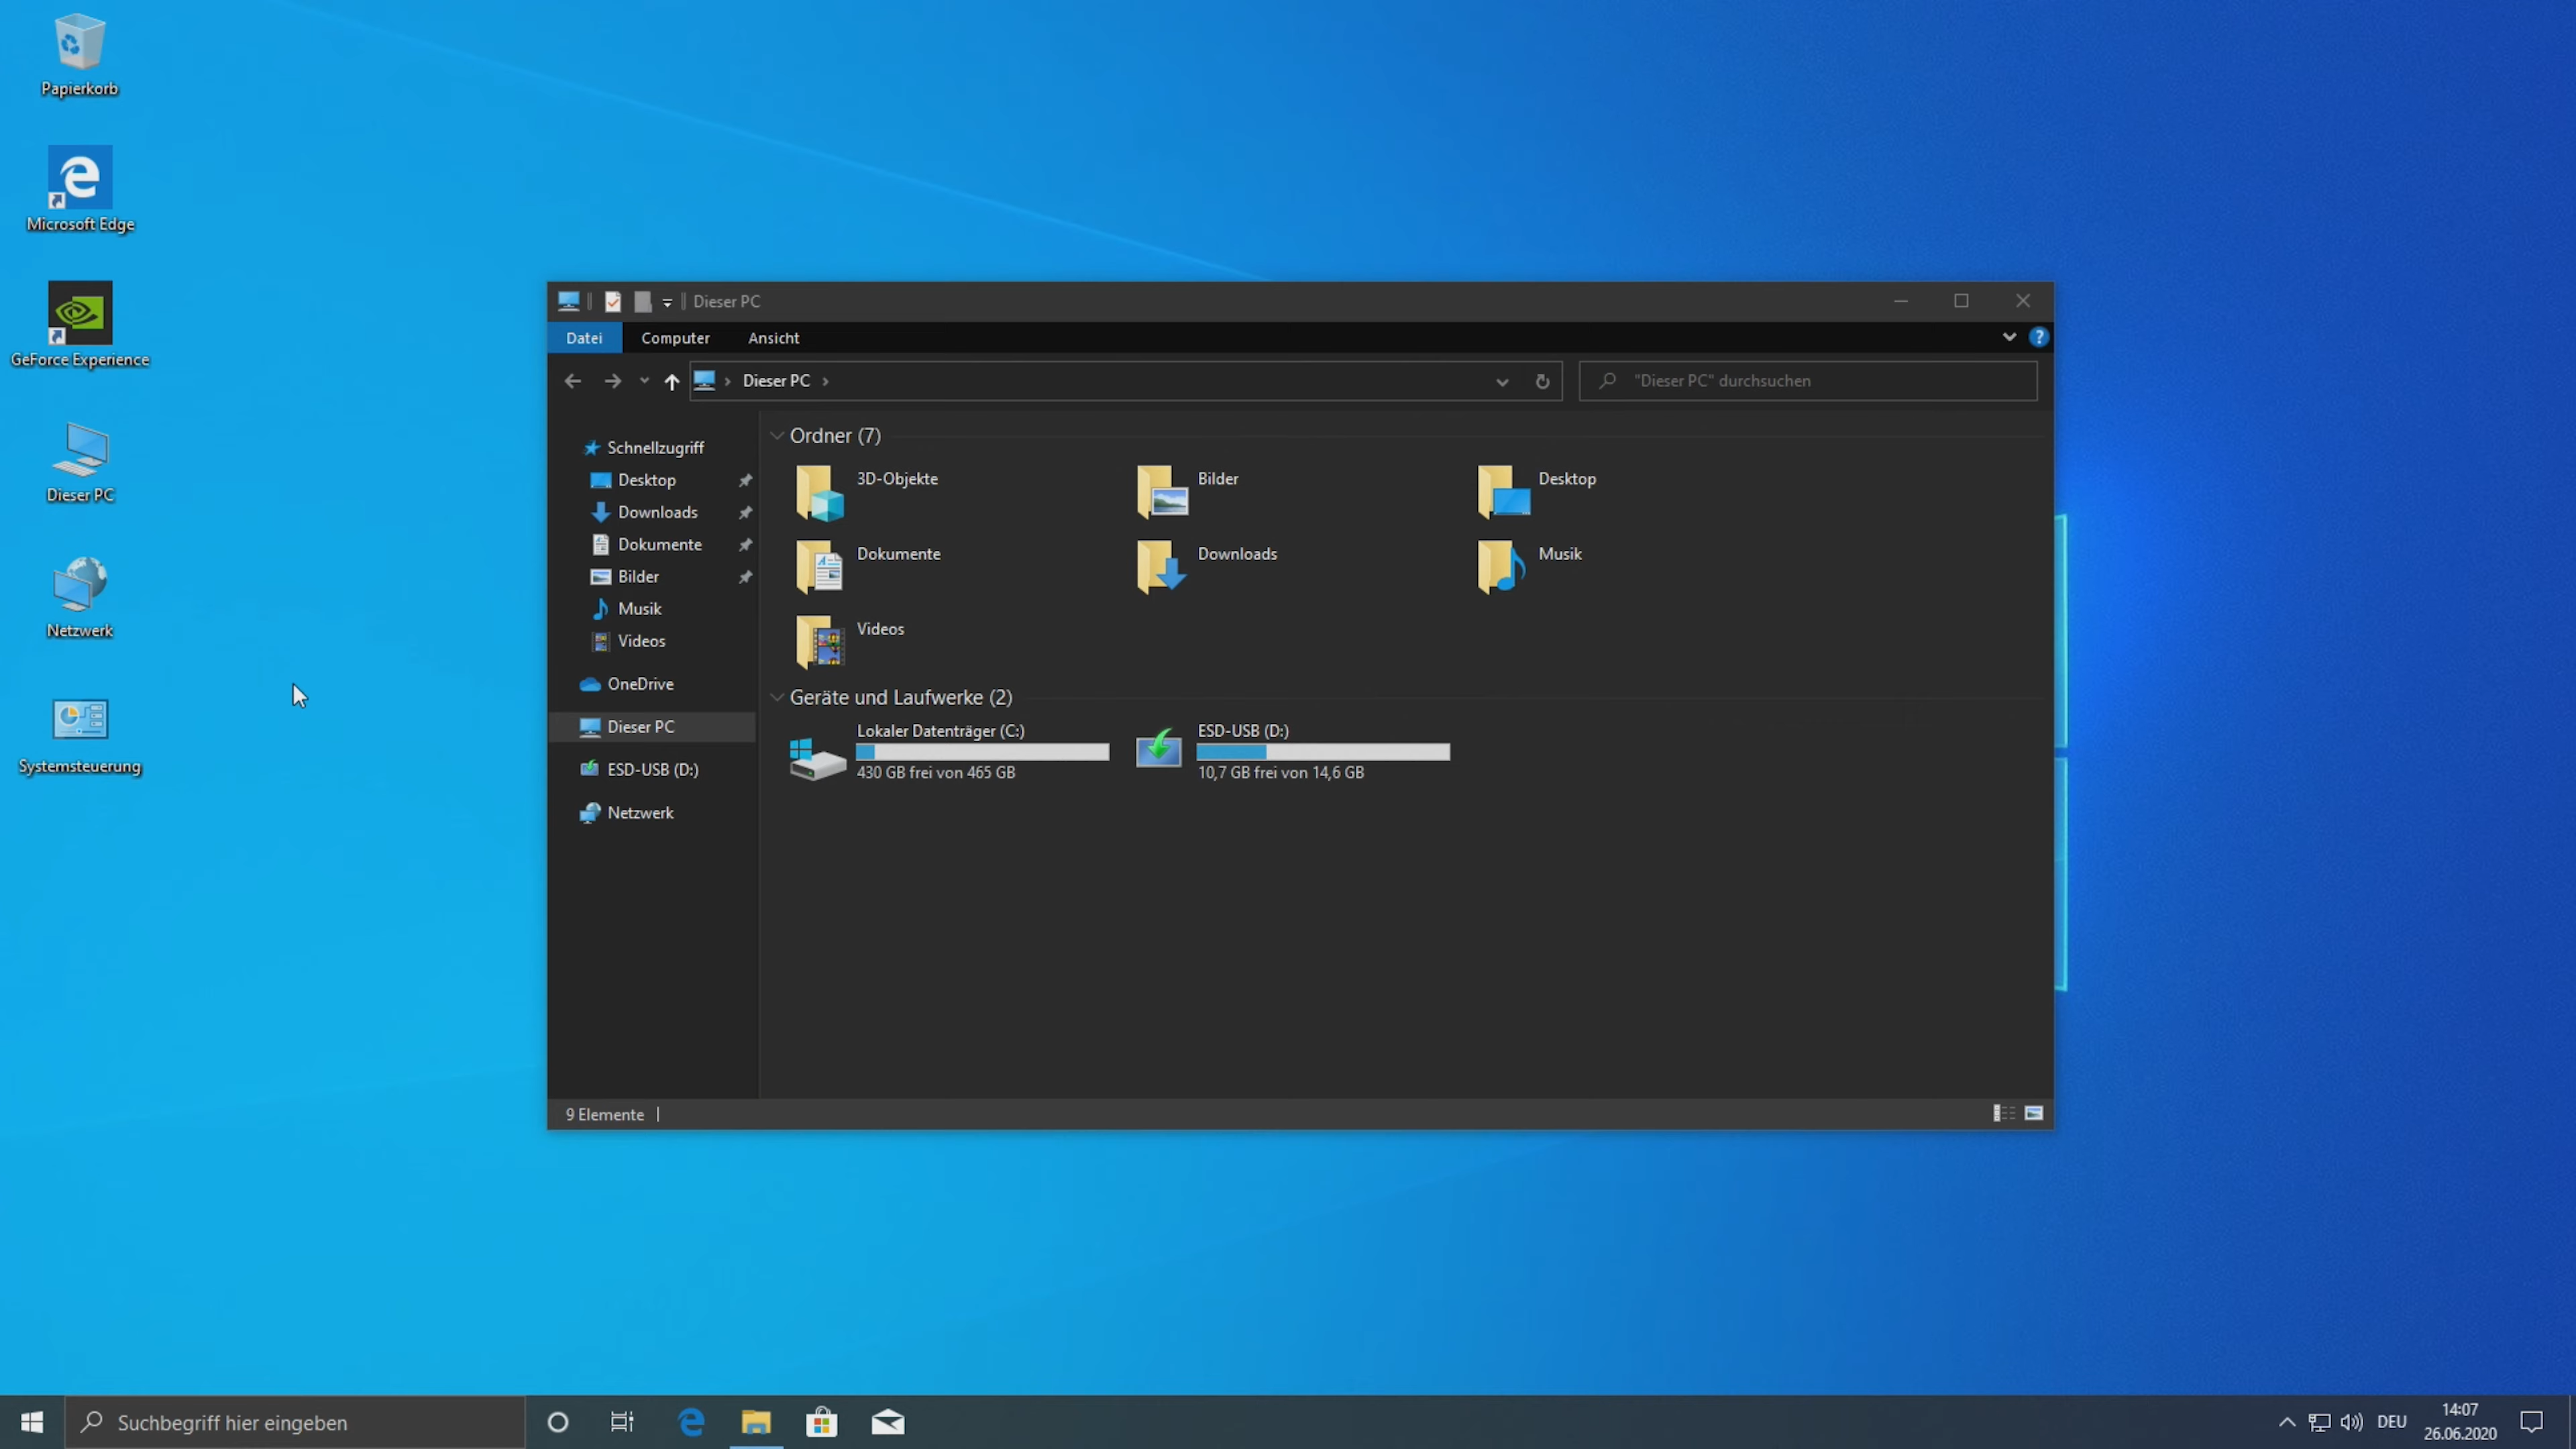 Papierkorb
Microsoft Edge
GeForce Experience
Dieser PC
Netzwerk
Systemsteuerung
Dieser PC
Datei Computer Ansicht
Dieser PC
"Dieser PC" durchsuchen
Schnellzugriff
Desktop
Downloads
Dokumente
Bilder
Musik
Videos
OneDrive
Dieser PC
ESD-USB (D:)
Netzwerk
Ordner (7)
3D-Objekte Bilder Desktop
Dokumente Downloads Musik
Videos
Geräte und Laufwerke (2)
Lokaler Datenträger (C:) ESD-USB (D:)
430 GB frei von 465 GB 10,7 GB frei von 14,6 GB
9 Elemente
Suchbegriff hier eingeben
DEU
14:07
26.06.2020